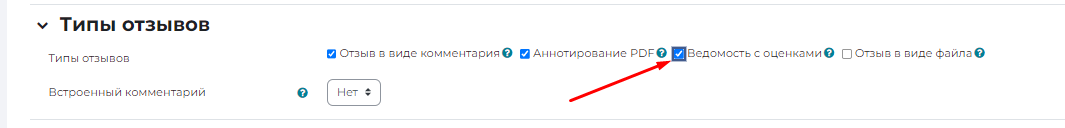 Типы отзывов
Типы отзывов Отзыв в виде комментария Аннотирование PDF Ведомость с оценками Отзыв в виде файла
Встроенный комментарий Нет